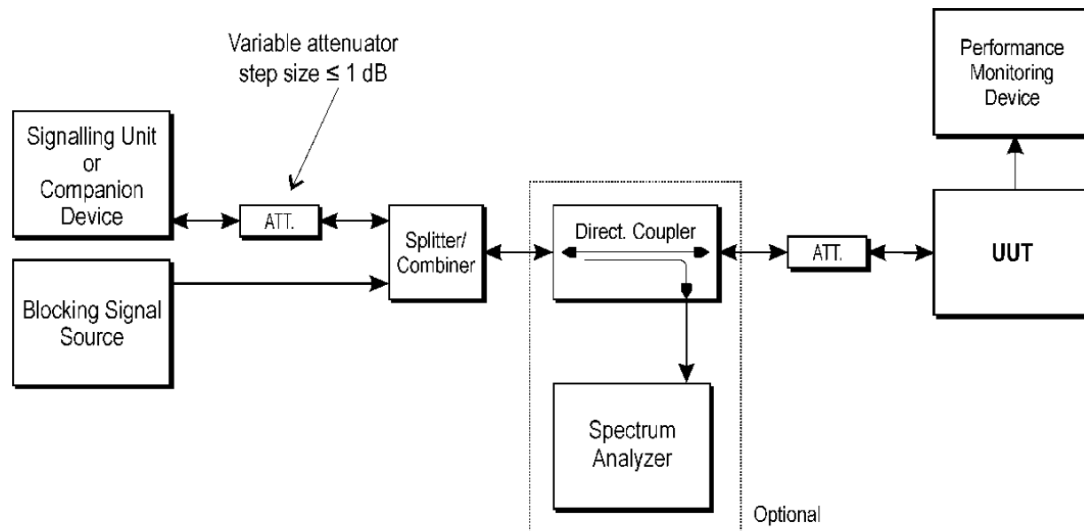 Variable attenuator
step size ≤ 1 dB
Performance
Monitoring
Device
Signalling Unit
or
Companion
Device
ATT.
Splitter/
Combiner
Direct. Coupler
ATT.
UUT
Blocking Signal
Source
Spectrum
Analyzer
Optional